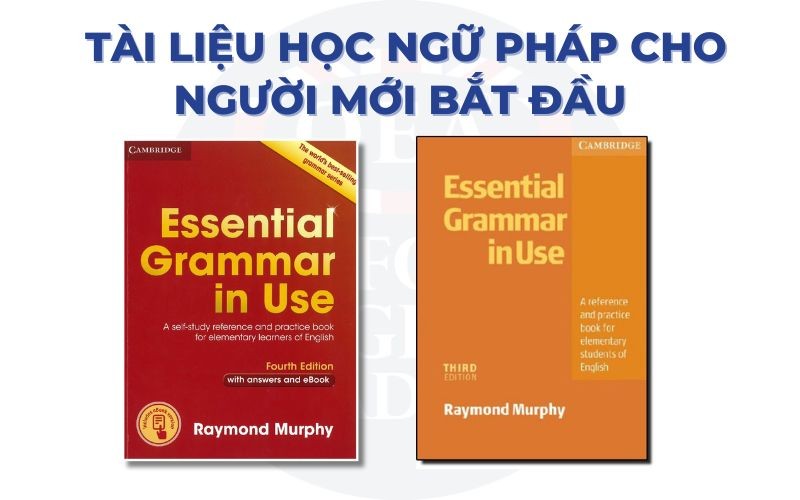 TÀI LIỆU HỌC NGỮ PHÁP CHO
NGƯỜI MỚI BẮT ĐẦU
CAMBRIDGE
The world's best-selling
grammar series
Essential
Grammar
in Use
A self-study reference and practice book
for elementary learners of English
Fourth Edition
with answers and eBook
Raymond Murphy
CAMBRIDGE
Essential
Grammar
in Use
A reference
and practice
book for
elementary
students of
English
THIRD
EDITION
Raymond Murphy